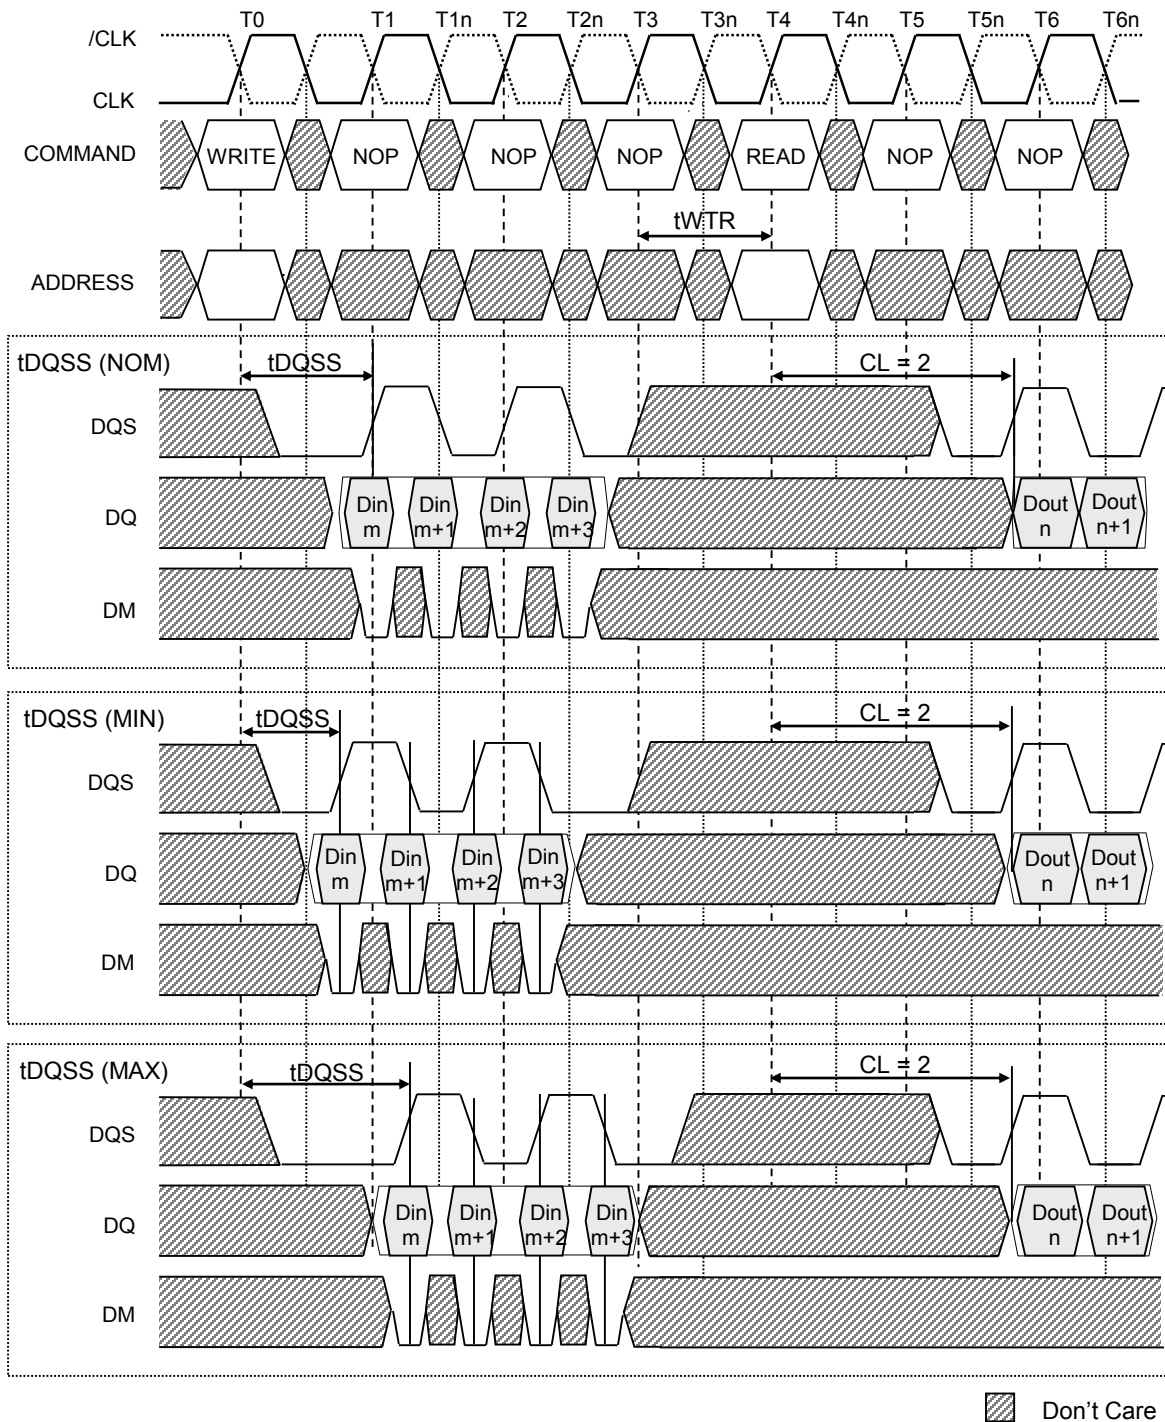 T0 T1 T1n T2 T2n T3 T3n T4 T4n T5 T5n T6 T6n
/CLK
CLK
COMMAND WRITE NOP NOP NOP READ NOP NOP
tWTR
ADDRESS
tDQSS (NOM) tDQSS CL = 2
DQS
DQ Din m Din m+1 Din m+2 Din m+3 Dout n Dout n+1
DM
tDQSS (MIN) tDQSS CL = 2
DQS
DQ Din m Din m+1 Din m+2 Din m+3 Dout n Dout n+1
DM
tDQSS (MAX) tDQSS CL = 2
DQS
DQ Din m Din m+1 Din m+2 Din m+3 Dout n Dout n+1
DM
Don't Care